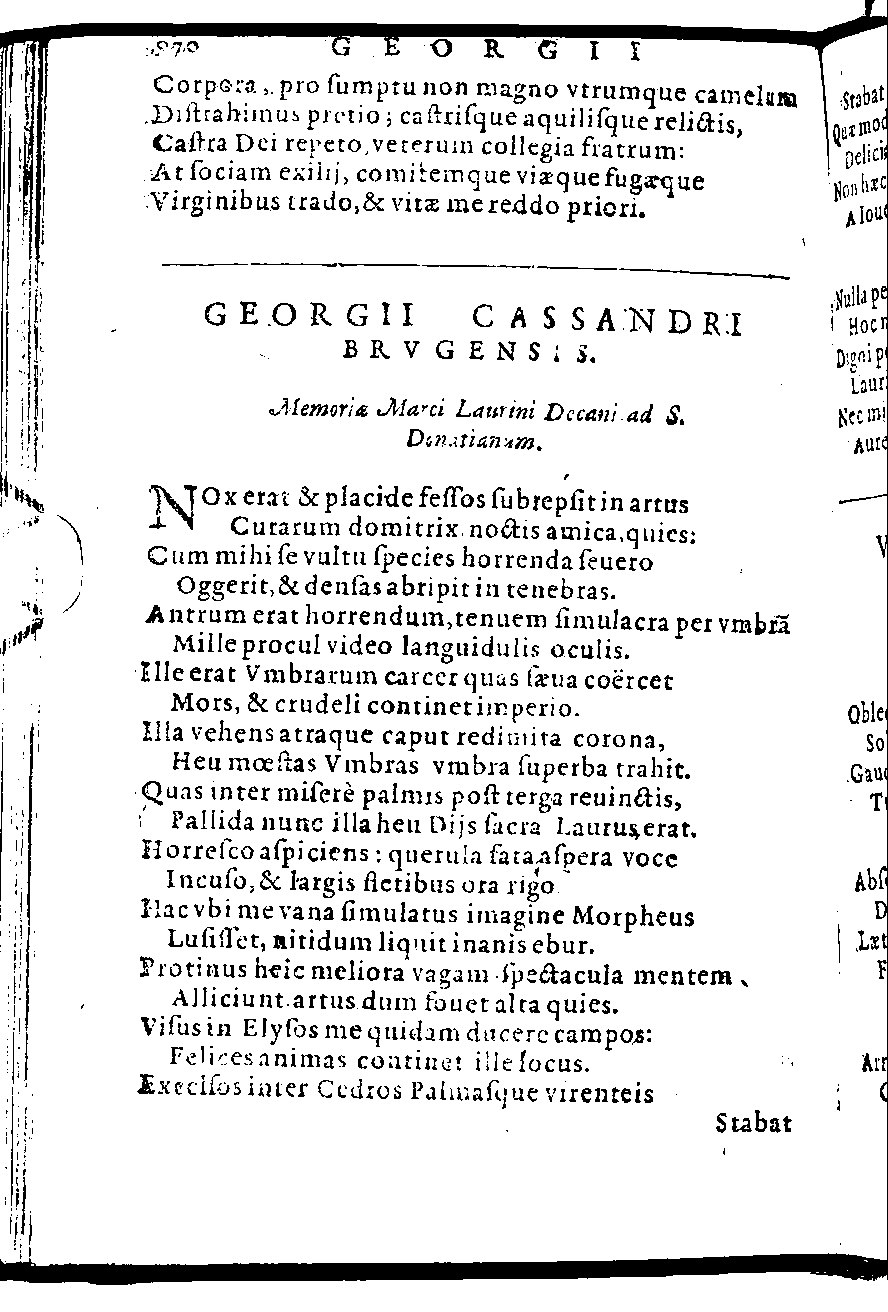 870 GEORGII
Corpora, pro ſumptu non magno vtrumque camelum
Diſtrahimus pretio; caſtriſque aquiliſque relictis,
Caſtra Dei repeto, veterum collegia fratrum:
At ſociam exilij, comitemque viæque fugæque
Virginibus trado, & vitæ me reddo priori.
GEORGII CASSANDRI
BRVGENSIS.
Memoriæ Marci Laurini Decani ad S.
Donatianum.
NOx erat & placide feſſos ſubrepſit in artus
Curarum domitrix noctis amica, quies:
Cum mihi ſe vultu ſpecies horrenda ſeuero
Oggerit, & denſas abripit in tenebras.
Antrum erat horrendum, tenuem ſimulacra per vmbrã
Mille procul video languidulis oculis.
Ille erat Vmbrarum carcer quas ſæua coërcet
Mors, & crudeli continet imperio.
Illa vehens atraque caput redimita corona,
Heu mœſtas Vmbras vmbra ſuperba trahit.
Quas inter miſerè palmis poſt terga reuinctis,
Pallida nunc illa heu Dijs ſacra Laurus, erat.
Horreſco aſpiciens: querula fata aſpera voce
Incuſo, & largis fletibus ora rigo
Hac vbi me vana ſimulatus imagine Morpheus
Luſiſſet, nitidum liquit inanis ebur.
Protinus heic meliora vagam ſpectacula mentem
Alliciunt artus dum fouet alta quies.
Viſus in Elyſos me quidam ducere campos:
Felices animas continet ille locus.
Execiſos inter Cedros Palmaſque virenteis
Stabat
Stabat
Quæ mod
Delicis
Non hæc
A Ioue
Nulla pe
Hoc
Digni p
Lauri
Nec mi
Aure
V
Oble
So
Gaud
T
Abſ
D
Læt
F
Arr